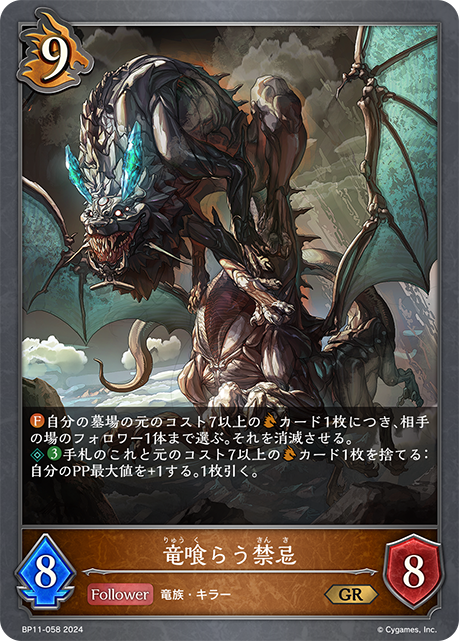 9
F 自分の墓場の元のコスト7以上のカード1枚につき、相手
の場のフォロワー1体まで選ぶ。それを消滅させる。
3 手札のこれと元のコスト7以上のカード1枚を捨てる：
自分のPP最大値を+1する。1枚引く。
りゅう く きん き
竜喰らう禁忌
8 Follower 竜族・キラー GR 8
BP11-058 2024 © Cygames, Inc.